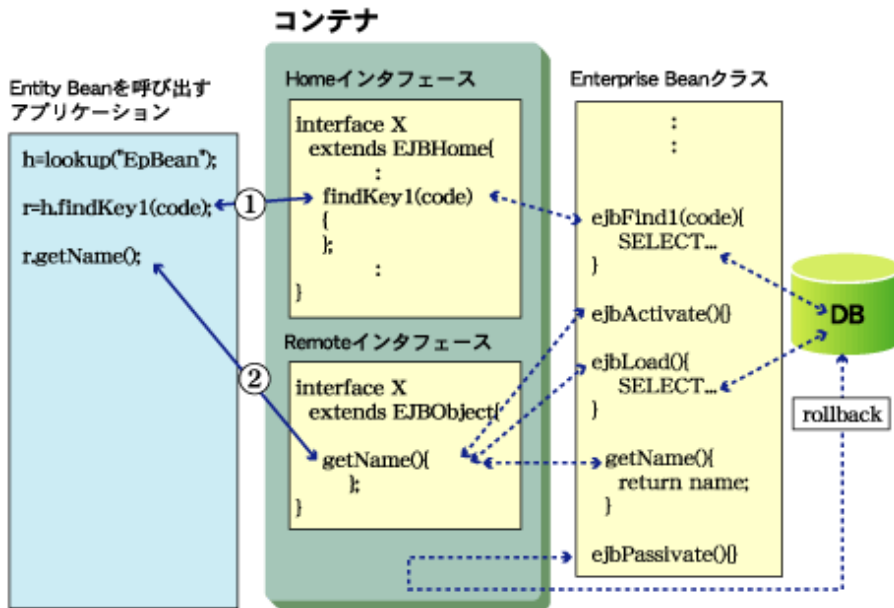 コンテナ
Entity Beanを呼び出す
アプリケーション
h=lookup("EpBean");
r=h.findKey1(code);
r.getName();
①
②
Homeインタフェース
interface X
extends EJBHome{
:
findKey1(code)
{
};
:
}
Remoteインタフェース
interface X
extends EJBObject{
getName(){
};
}
Enterprise Beanクラス
:
:
ejbFind1(code){
SELECT...
}
ejbActivate(){}
ejbLoad(){
SELECT...
}
getName(){
return name;
}
ejbPassivate(){}
DB
rollback